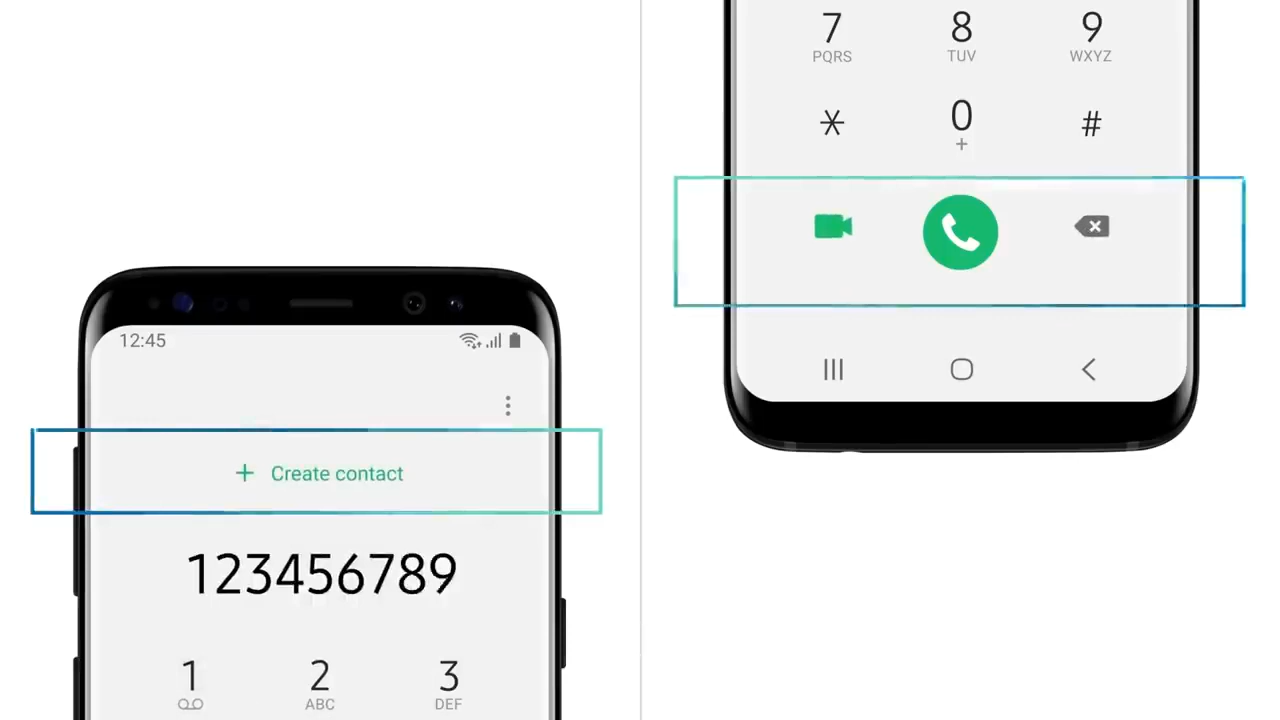 12:45
+ Create contact
123456789
1 2 3
ABC DEF
7 8 9
PQRS TUV WXYZ
* 0 #
+